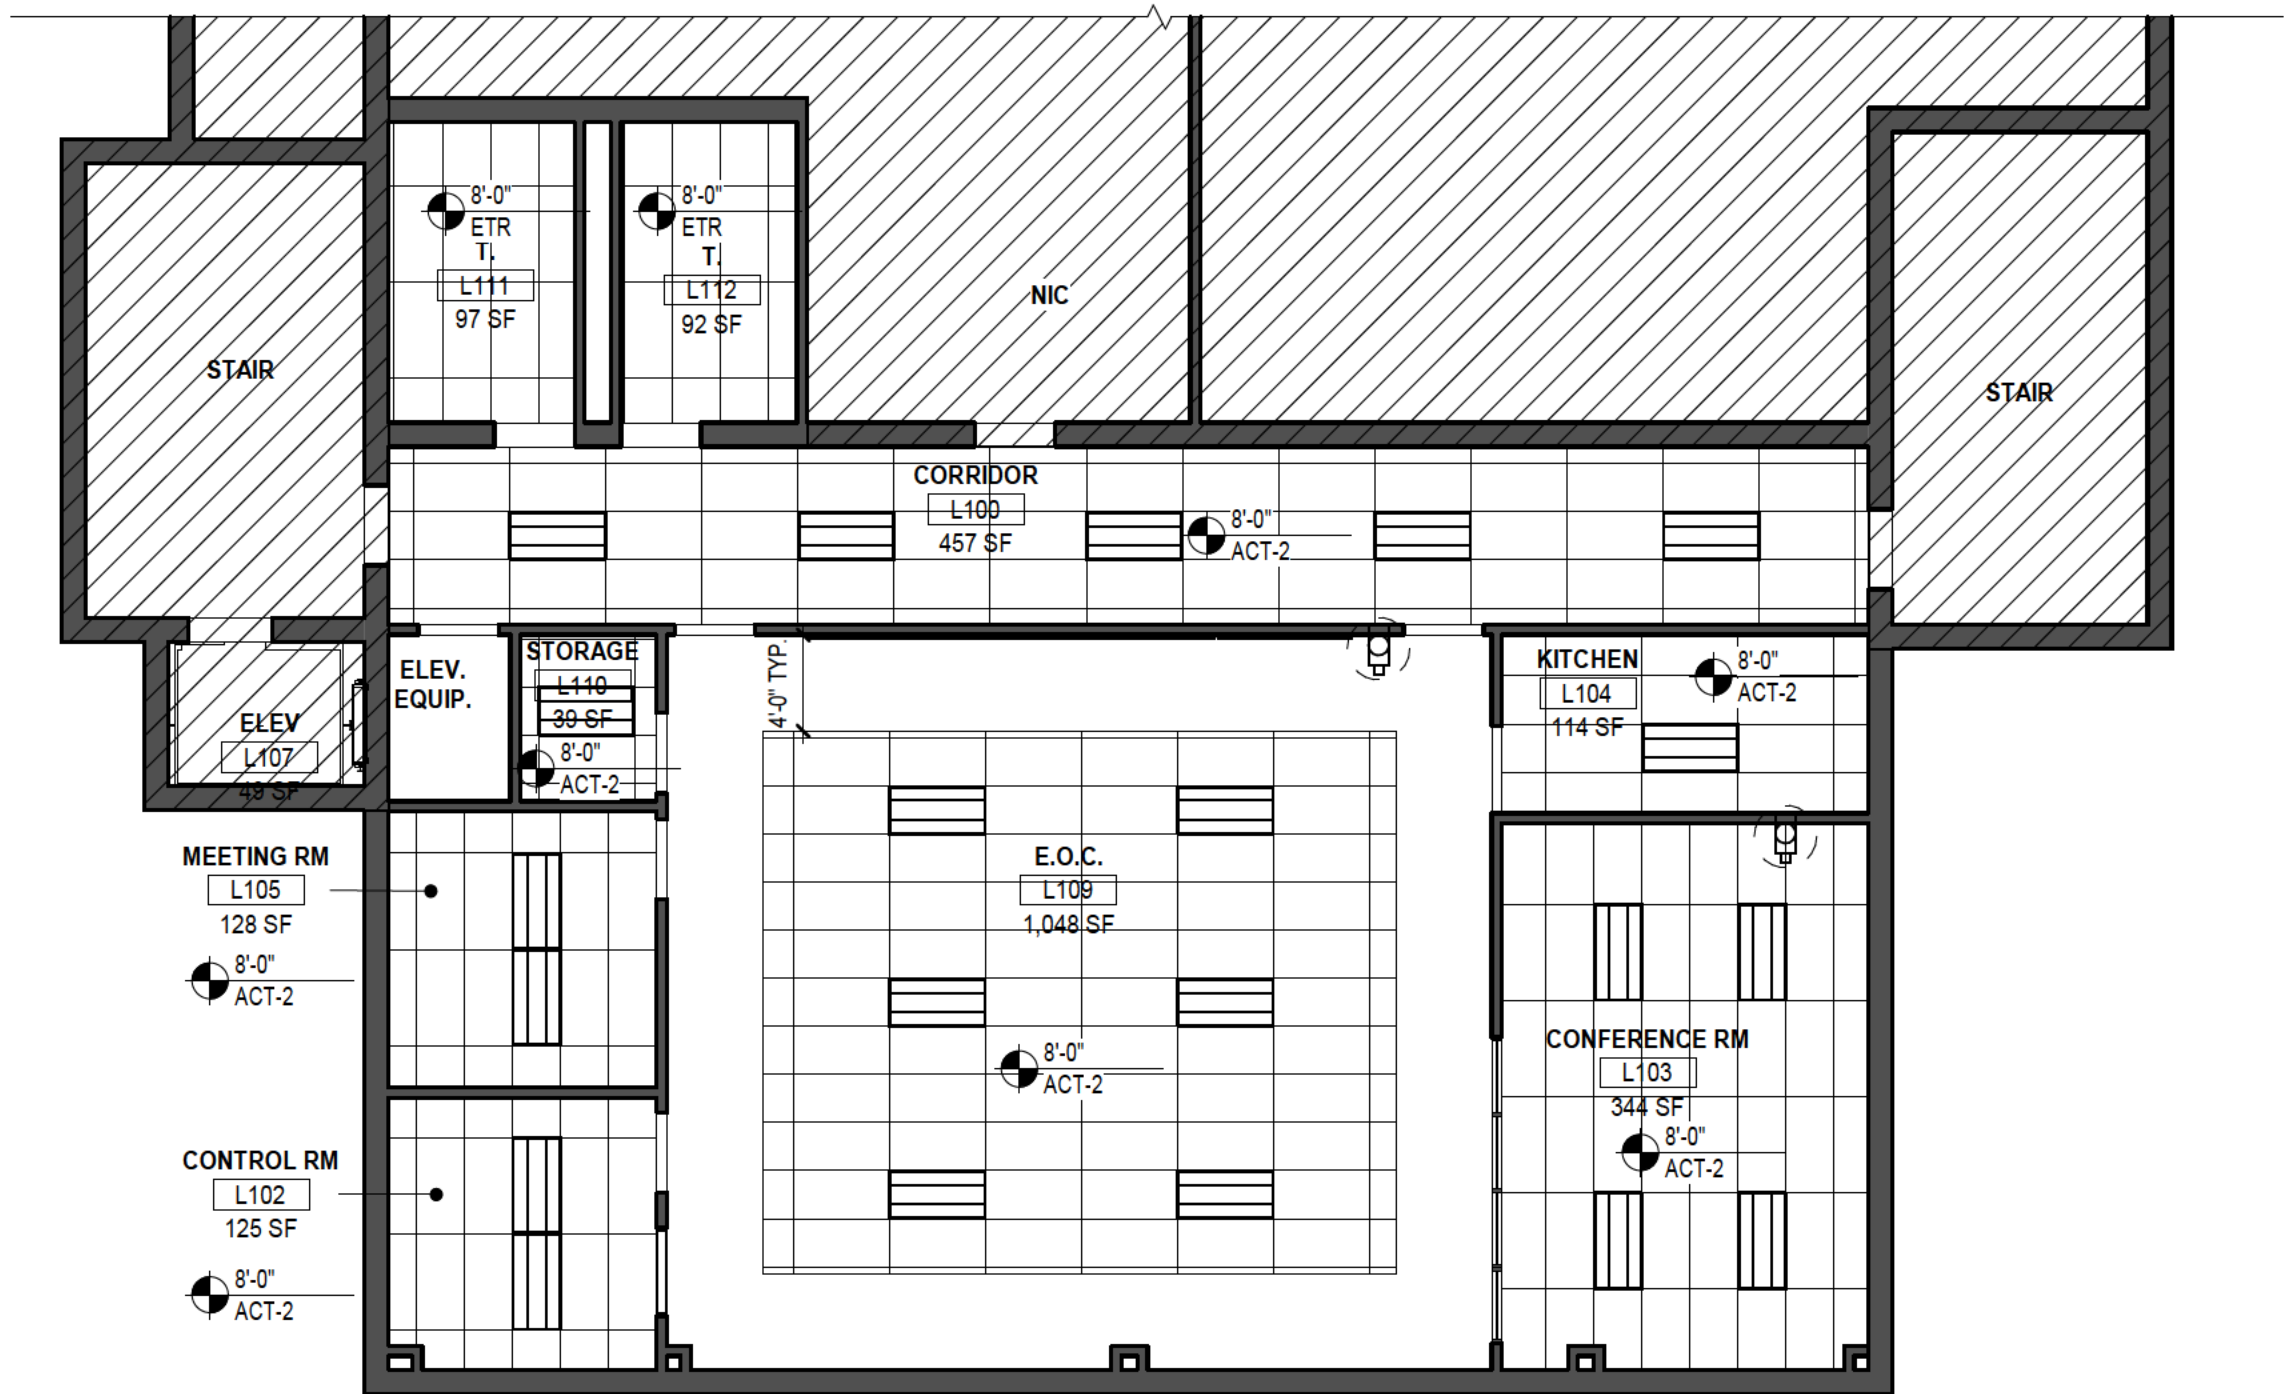 8'-0"
ETR
T.
L111
97 SF
8'-0"
ETR
T.
L112
92 SF
NIC
STAIR
STAIR
CORRIDOR
L100
457 SF
8'-0"
ACT-2
ELEV.
EQUIP.
STORAGE
L110
39 SF
8'-0"
ACT-2
4'-0" TYP.
KITCHEN
L104
114 SF
8'-0"
ACT-2
ELEV
L107
49 SF
MEETING RM
L105
128 SF
8'-0"
ACT-2
E.O.C.
L109
1,048 SF
8'-0"
ACT-2
CONFERENCE RM
L103
344 SF
8'-0"
ACT-2
CONTROL RM
L102
125 SF
8'-0"
ACT-2